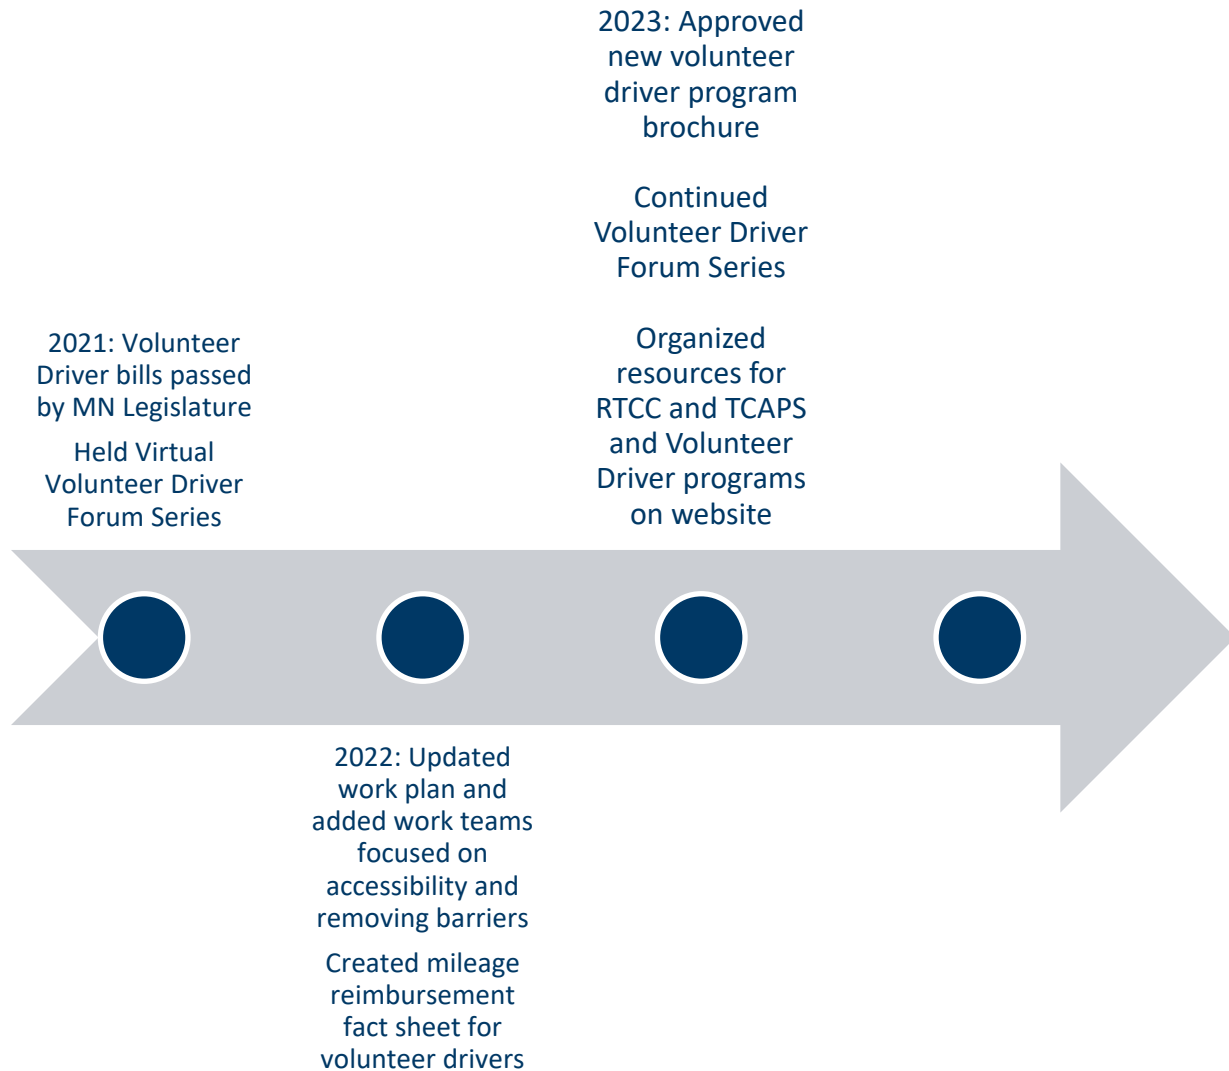 2021: Volunteer
Driver bills passed
by MN Legislature
Held Virtual
Volunteer Driver
Forum Series
2022: Updated
work plan and
added work teams
focused on
accessibility and
removing barriers
Created mileage
reimbursement
fact sheet for
volunteer drivers
2023: Approved
new volunteer
driver program
brochure
Continued
Volunteer Driver
Forum Series
Organized
resources for
RTCC and TCAPS
and Volunteer
Driver programs
on website